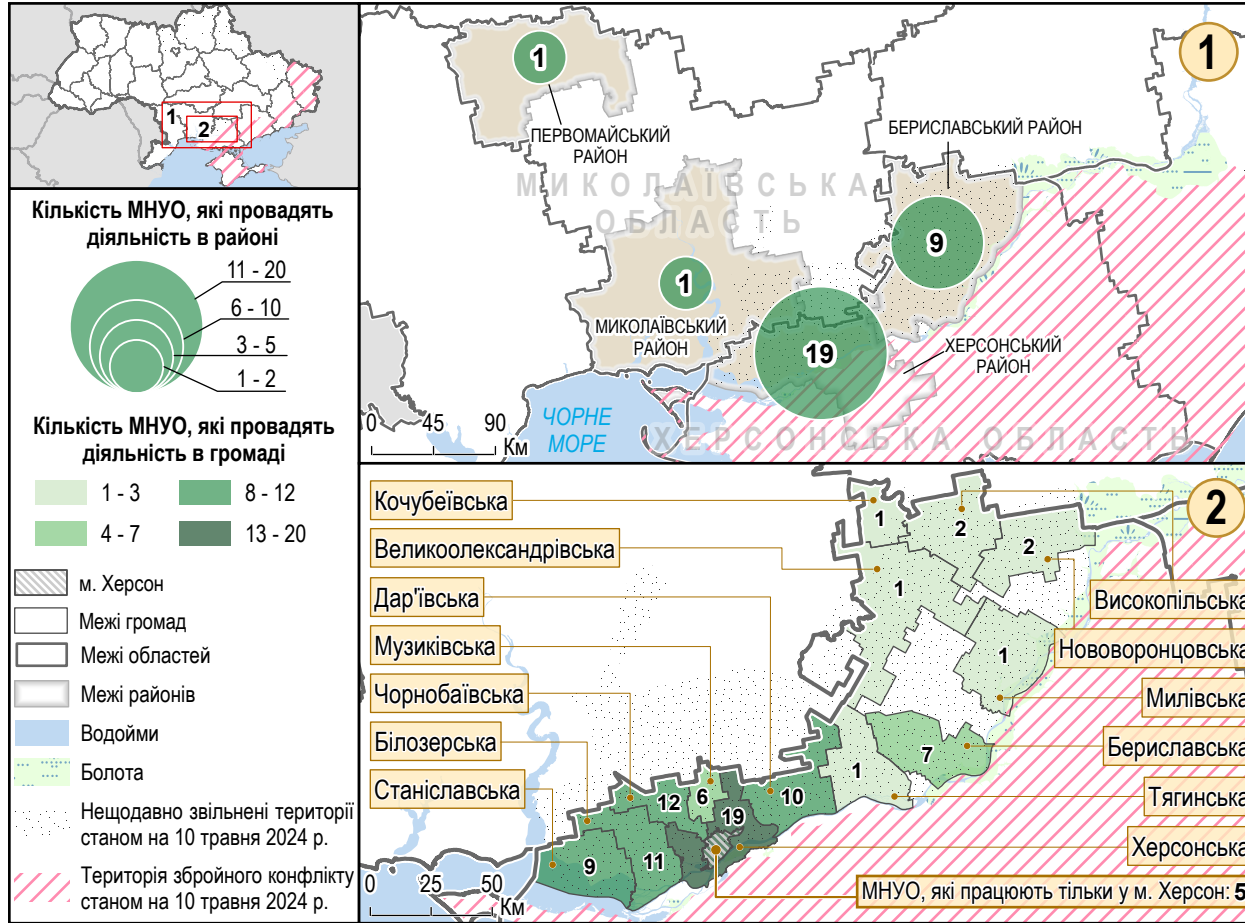 1
2
Кількість МНУО, які провадять
діяльність в районі
11 - 20
6 - 10
3 - 5
1 - 2
Кількість МНУО, які провадять
діяльність в громаді
1 - 3
8 - 12
4 - 7
13 - 20
м. Херсон
Межі громад
Межі областей
Межі районів
Водойми
Болота
Нещодавно звільнені території
станом на 10 травня 2024 р.
Територія збройного конфлікту
станом на 10 травня 2024 р.
1
1
ПЕРВОМАЙСЬКИЙ
РАЙОН
БЕРИСЛАВСЬКИЙ РАЙОН
МИКОЛАЇВСЬКА
ОБЛАСТЬ
9
1
МИКОЛАЇВСЬКИЙ
РАЙОН
19
ХЕРСОНСЬКИЙ
РАЙОН
ЧОРНЕ
МОРЕ
ХЕРСОНСЬКА ОБЛАСТЬ
0 45 90
Км
2
Кочубеївська
Великоолександрівська
Дар'ївська
Музиківська
Чорнобаївська
Білозерська
Станіславська
1
2
2
1
1
7
1
10
6
12
19
11
9
Високопільська
Нововоронцовська
Милівська
Бериславська
Тягинська
Херсонська
МНУО, які працюють тільки у м. Херсон: 5
0 25 50
Км